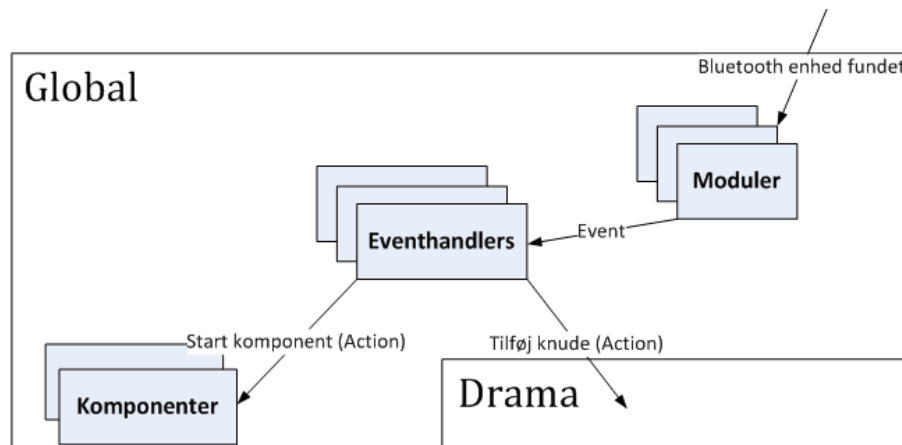 Bluetooth enhed fundet
Global
Moduler
Eventhandlers
Event
Start komponent (Action)
Tilføj knude (Action)
Komponenter
Drama